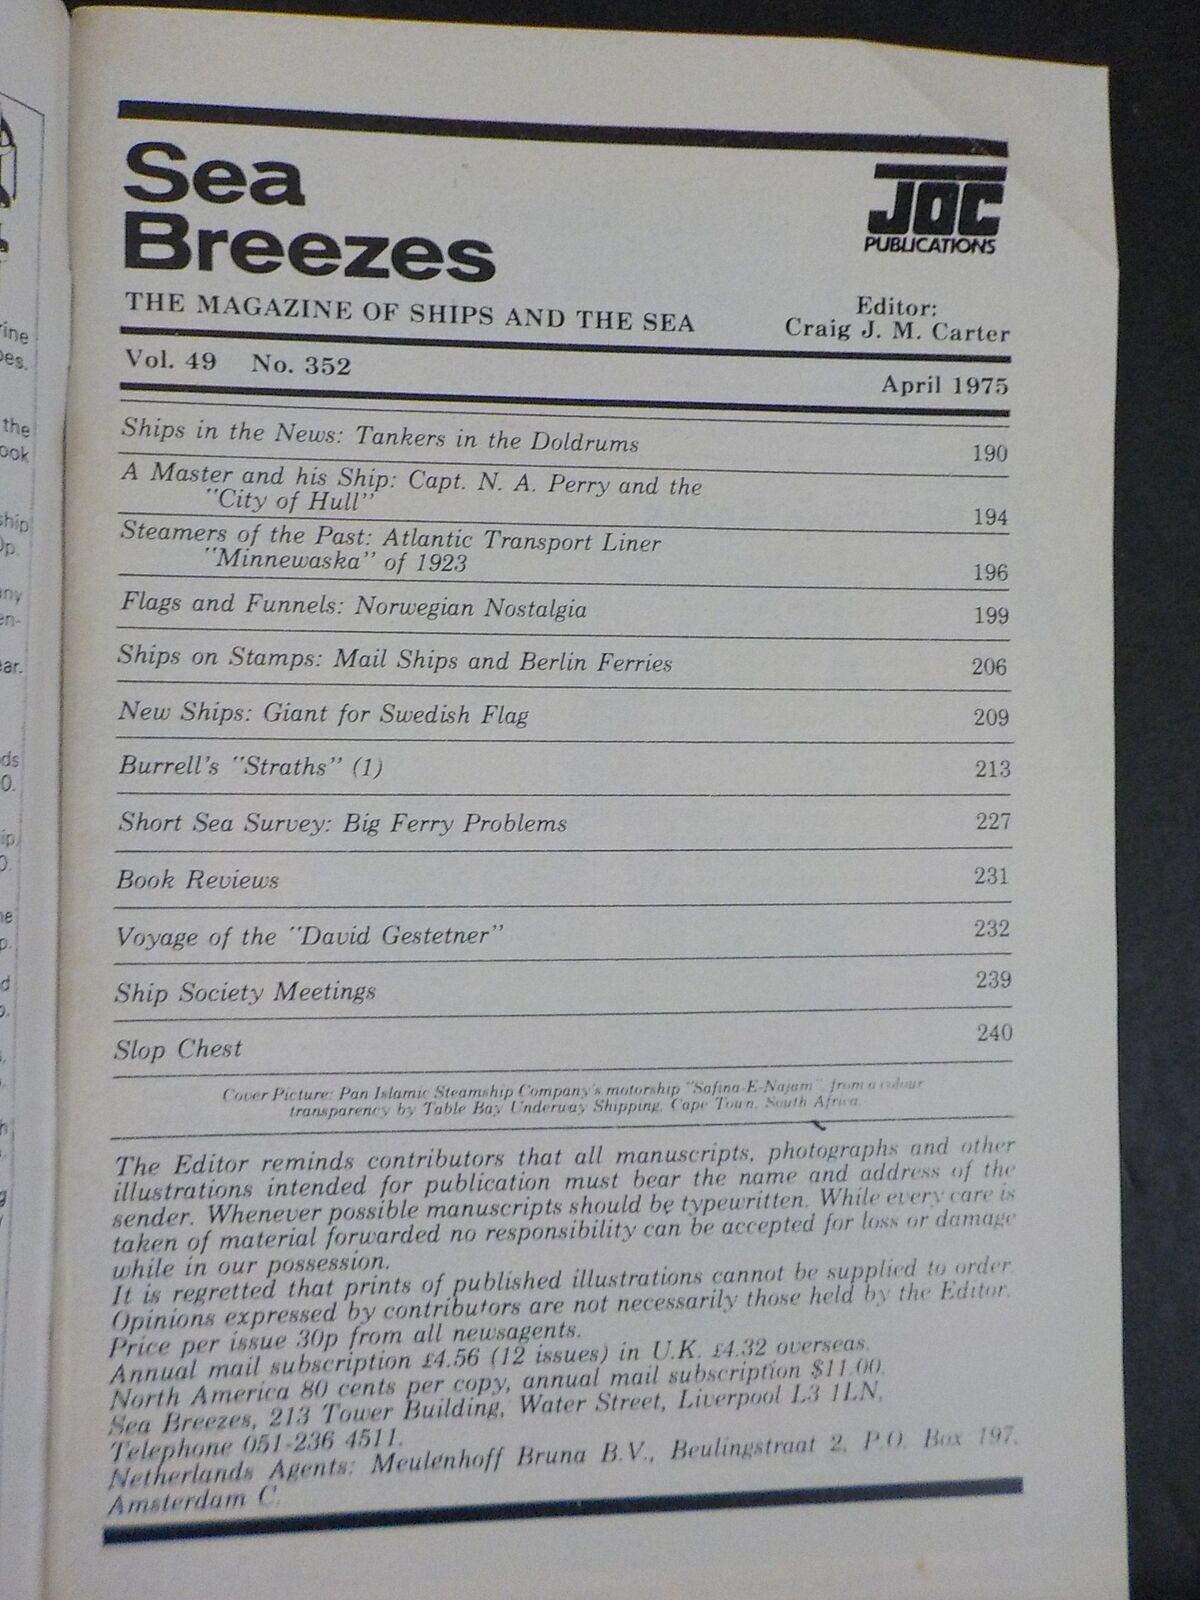 Sea
Breezes
JOC
PUBLICATIONS
THE MAGAZINE OF SHIPS AND THE SEA
Editor:
Craig J. M. Carter
Vol. 49 No. 352
April 1975
Ships in the News: Tankers in the Doldrums 190
A Master and his Ship: Capt. N. A. Perry and the
"City of Hull" 194
Steamers of the Past: Atlantic Transport Liner
"Minnewaska" of 1923 196
Flags and Funnels: Norwegian Nostalgia 199
Ships on Stamps: Mail Ships and Berlin Ferries 206
New Ships: Giant for Swedish Flag 209
Burrell's "Straths" (1) 213
Short Sea Survey: Big Ferry Problems 227
Book Reviews 231
Voyage of the "David Gestetner" 232
Ship Society Meetings 239
Slop Chest 240
Cover Picture: Pan Islamic Steamship Company's motorship "Safina-E-Najam" from a colour
transparency by Table Bay Underway Shipping, Cape Town, South Africa.
The Editor reminds contributors that all manuscripts, photographs and other
illustrations intended for publication must bear the name and address of the
sender. Whenever possible manuscripts should be typewritten. While every care is
taken of material forwarded no responsibility can be accepted for loss or damage
while in our possession.
It is regretted that prints of published illustrations cannot be supplied to order.
Opinions expressed by contributors are not necessarily those held by the Editor.
Price per issue 30p from all newsagents.
Annual mail subscription £4.56 (12 issues) in U.K. £4.32 overseas.
North America 80 cents per copy, annual mail subscription $11.00.
Sea Breezes, 213 Tower Building, Water Street, Liverpool L3 1LN.
Telephone 051-236 4511.
Netherlands Agents: Meulenhoff Bruna B.V., Beulingstraat 2, P.O. Box 197,
Amsterdam C.